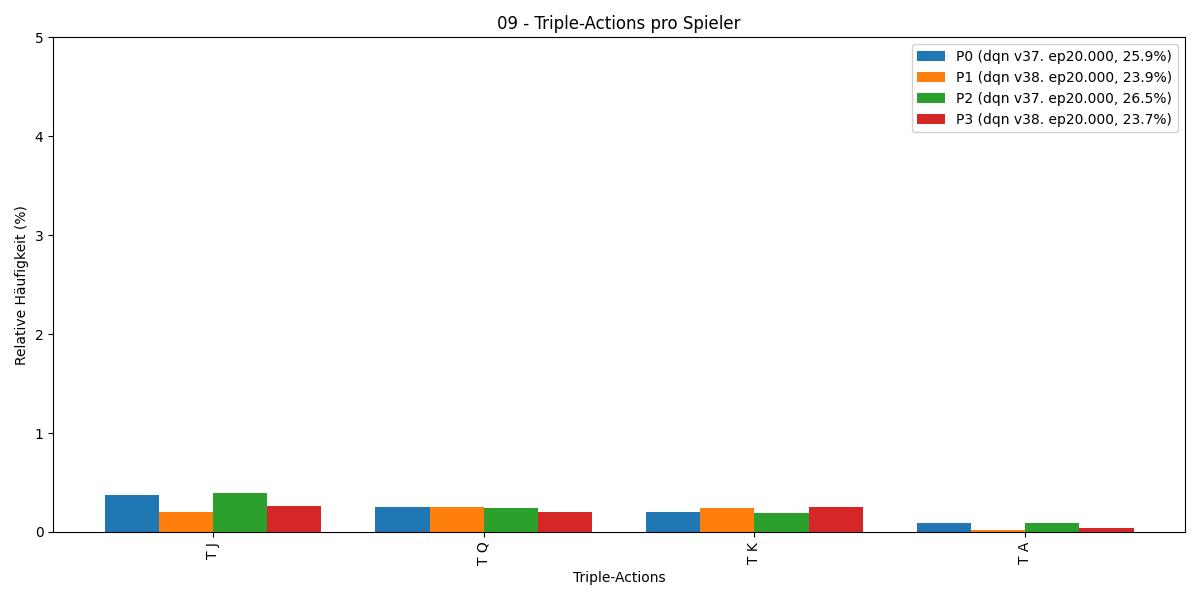 09 - Triple-Actions pro Spieler
P0 (dqn v37. ep20.000, 25.9%)
P1 (dqn v38. ep20.000, 23.9%)
P2 (dqn v37. ep20.000, 26.5%)
P3 (dqn v38. ep20.000, 23.7%)
Relative Häufigkeit (%)
5
4
3
2
1
0
T J
T Q
T K
T A
Triple-Actions